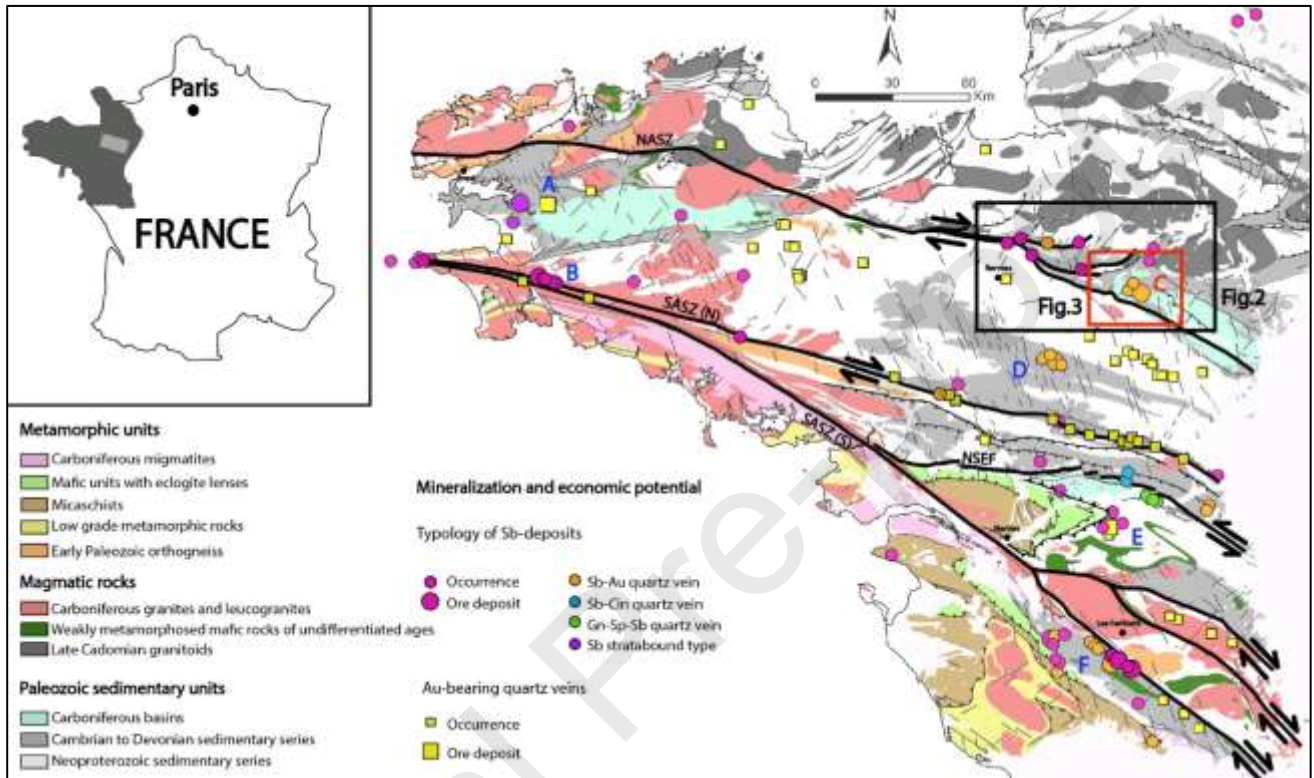 Paris
FRANCE
N
0 30 60
Km
NASZ
A
B
SASZ (N)
SASZ (S)
NSEF
C
Fig.3
Fig.2
D
E
F
Rennes
Metamorphic units
Carboniferous migmatites
Mafic units with eclogite lenses
Micaschists
Low grade metamorphic rocks
Early Paleozoic orthogneiss
Magmatic rocks
Carboniferous granites and leucogranites
Weakly metamorphosed mafic rocks of undifferentiated ages
Late Cadomian granitoids
Paleozoic sedimentary units
Carboniferous basins
Cambrian to Devonian sedimentary series
Neoproterozoic sedimentary series
Mineralization and economic potential
Typology of Sb-deposits
Occurrence
Ore deposit
Sb-Au quartz vein
Sb-Cin quartz vein
Gn-Sp-Sb quartz vein
Sb stratabound type
Au-bearing quartz veins
Occurrence
Ore deposit